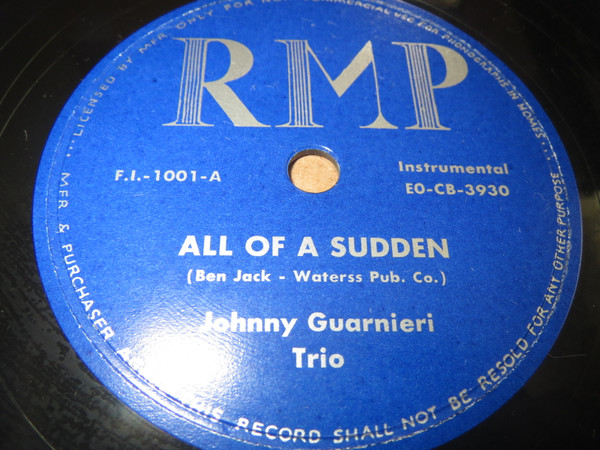 RMP
F.I.-1001-A
Instrumental
EO-CB-3930
ALL OF A SUDDEN
(Ben Jack - Waterss Pub. Co.)
Johnny Guarnieri
Trio
LICENSED BY MFR. ONLY FOR NON-COMMERCIAL USE FOR PHONOGRAPHS IN HOMES
MFR & PURCHASER THIS RECORD SHALL NOT BE RESOLD FOR ANY OTHER PURPOSE